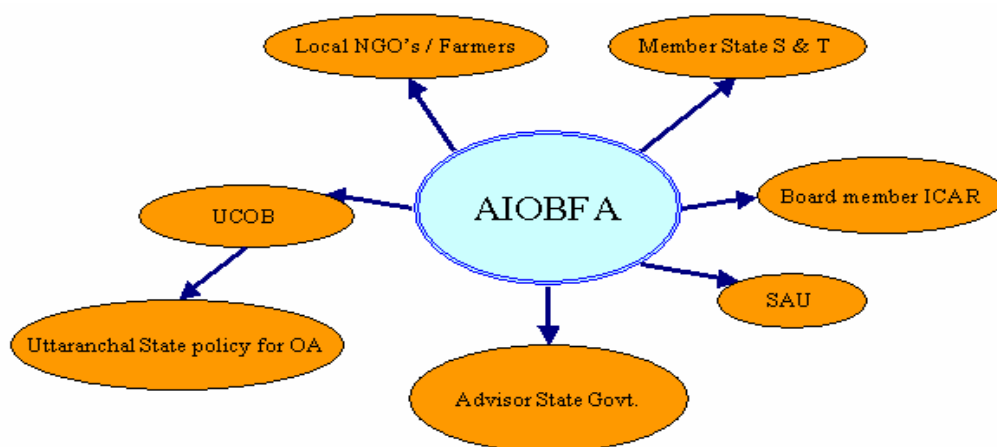 Local NGO's / Farmers
Member State S & T
AIOBFA
Board member ICAR
UCOB
SAU
Uttaranchal State policy for OA
Advisor State Govt.